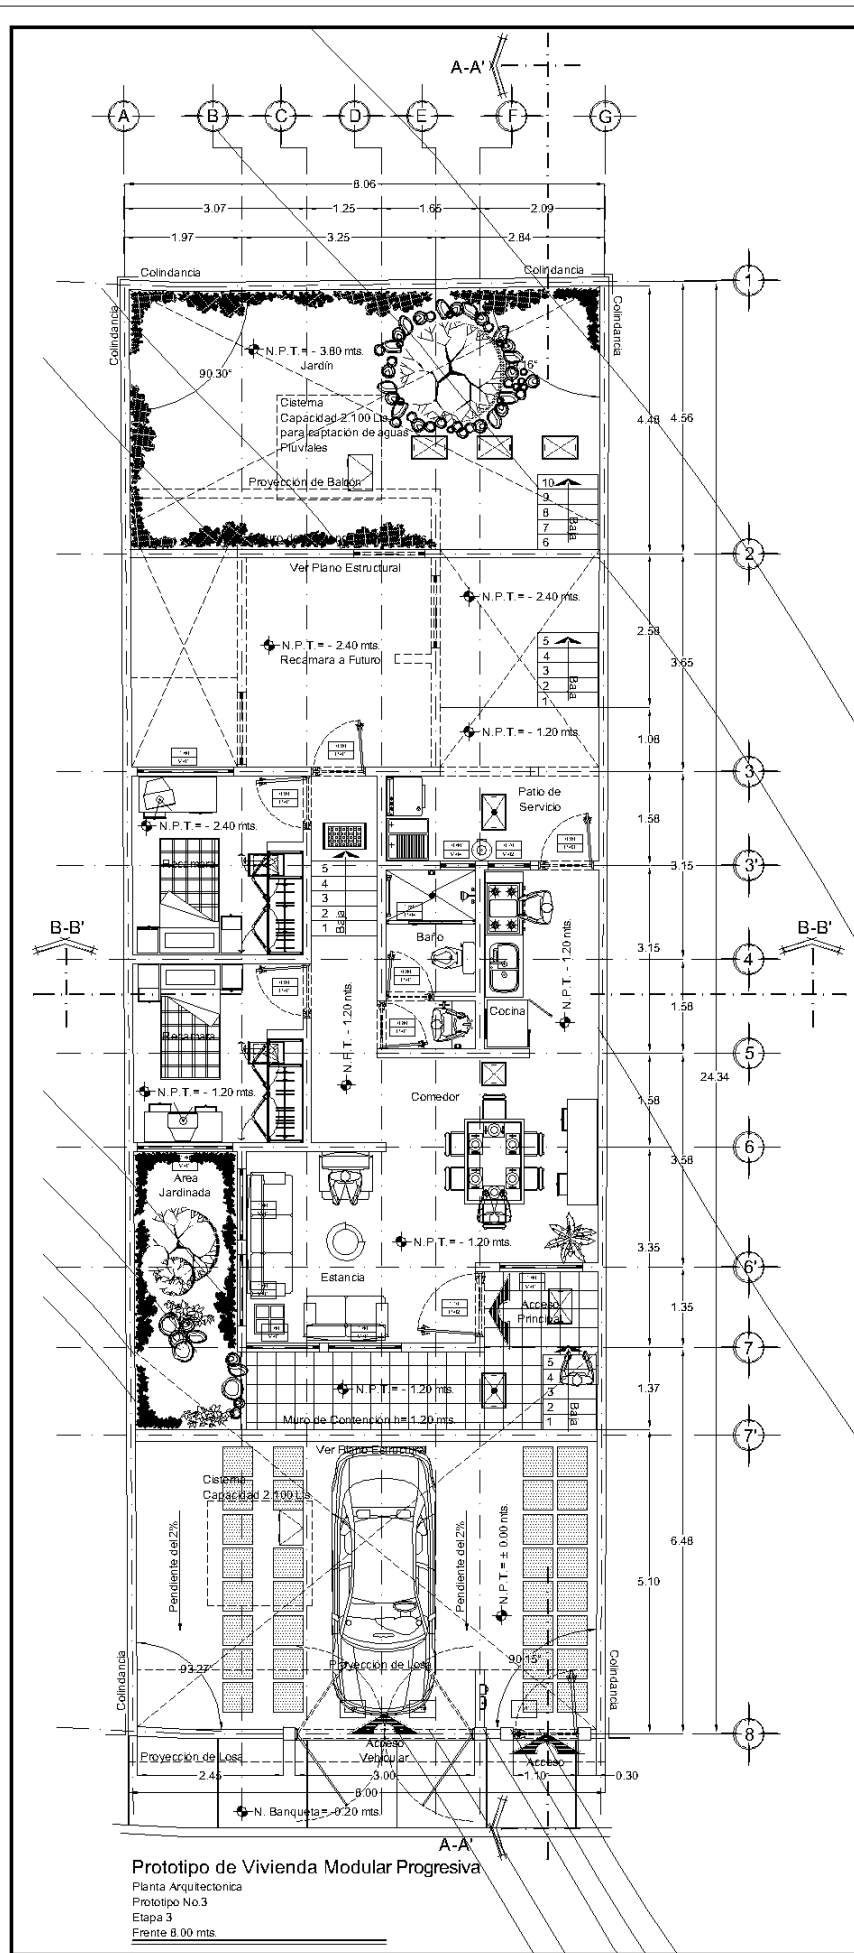 A-A'
A
B
C
D
E
F
G
8.06
3.07
1.25
1.65
2.09
1.97
3.25
2.84
Colindancia
Colindancia
1
Colindancia
Colindancia
N.P.T. = - 3.80 mts.
Jardín
90.30°
Cisterna
Capacidad 2.100 Lts.
para captación de aguas
Pluviales
4.48
4.56
Proyección de Balcón
10
9
8
7
6
Baja
2
Ver Plano Estructural
N.P.T. = - 2.40 mts.
2.58
3.65
N.P.T. = - 2.40 mts.
Recamara a Futuro
5
4
3
2
1
Baja
N.P.T. = - 1.20 mts.
1.08
3
Patio de
Servicio
1.58
N.P.T. = - 2.40 mts.
Recamara
3.15
3'
5
4
3
2
1
Baja
B-B'
Baño
N.P.T. = - 1.20 mts.
3.15
B-B'
4
Cocina
1.58
Recamara
N.P.T. = - 1.20 mts.
5
24.34
N.P.T. = - 1.20 mts.
Comedor
1.58
6
3.58
Area
Jardinada
N.P.T. = - 1.20 mts.
3.35
6'
Estancia
Acceso
Principal
1.35
7
5
4
3
2
1
Baja
N.P.T. = - 1.20 mts.
1.37
Muro de Contención h= 1.20 mts.
7'
Ver Plano Estructural
Cisterna
Capacidad 2.100 Lts.
Pendiente del 2%
Pendiente del 2%
N.P.T. = ± 0.00 mts.
6.48
5.10
93.27°
Proyección de Losa
90.15°
Colindancia
Colindancia
8
Proyección de Losa
Acceso
Vehicular
Acceso
2.45
3.00
1.10
0.30
8.00
N. Banqueta= -0.20 mts.
A-A'
Prototipo de Vivienda Modular Progresiva
Planta Arquitectonica
Prototipo No.3
Etapa 3
Frente 8.00 mts.